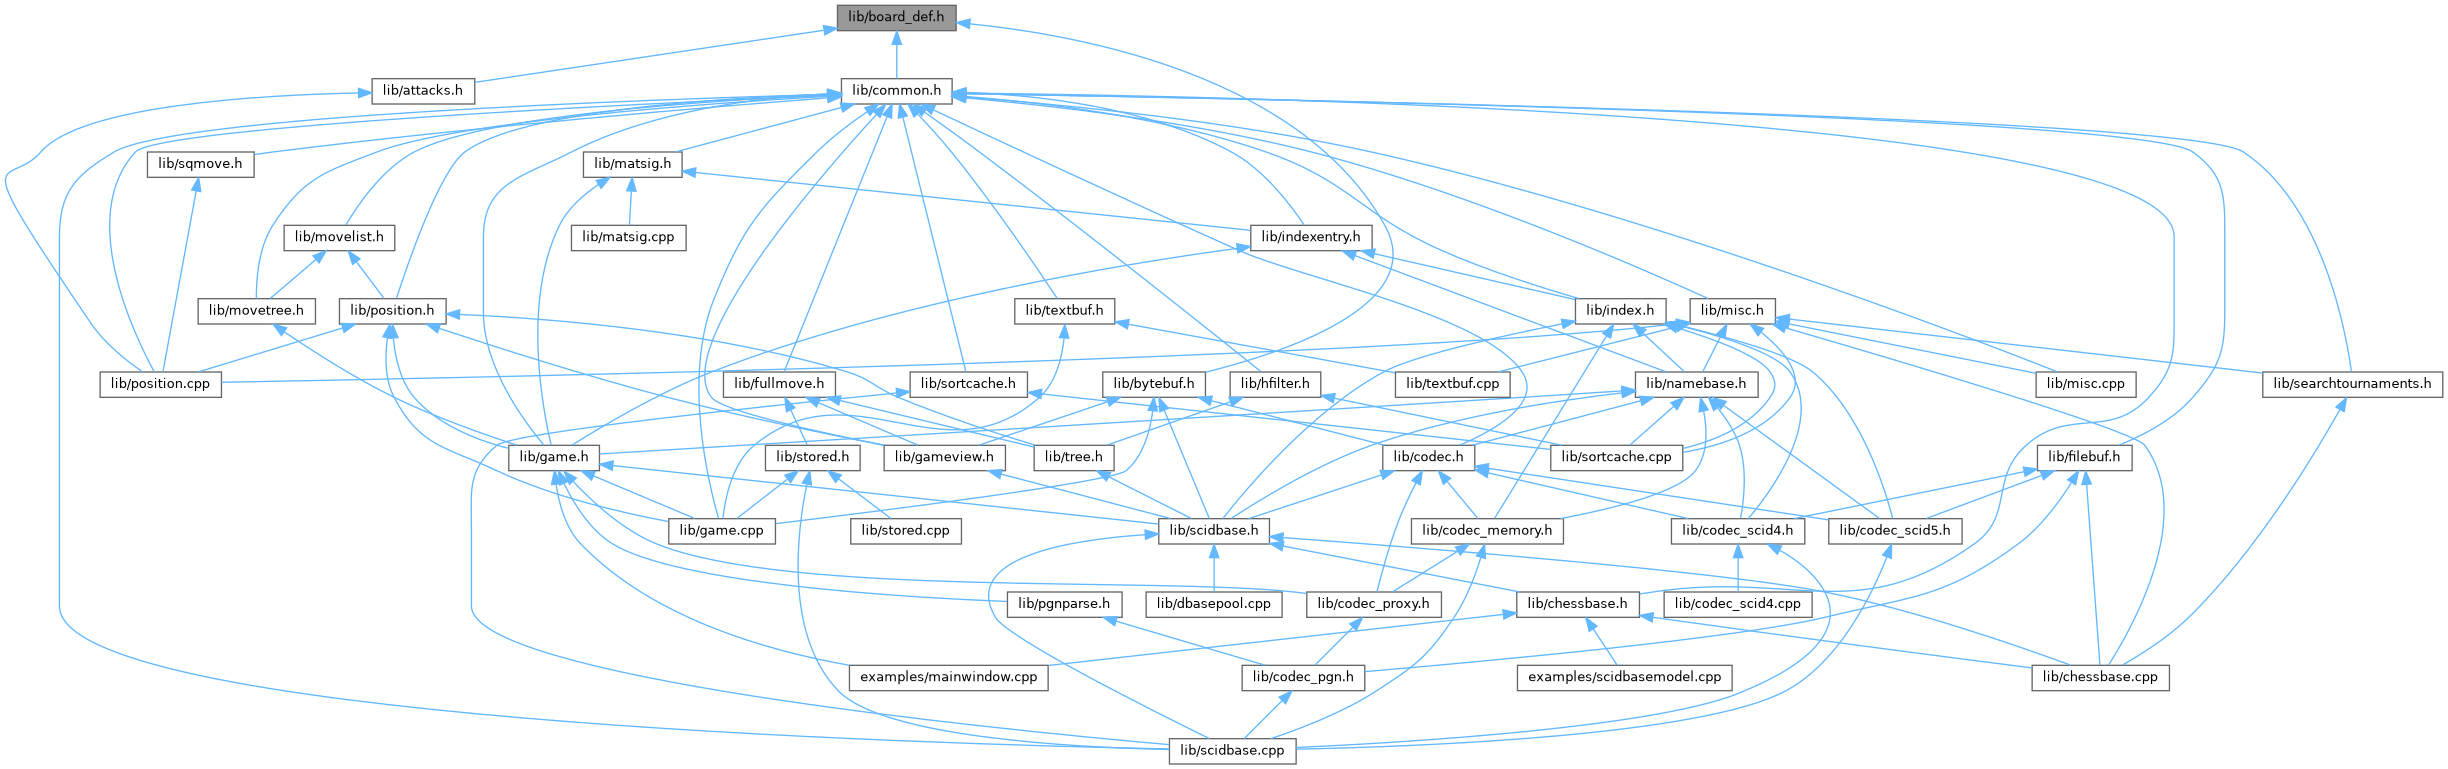 lib/board_def.h
lib/attacks.h
lib/common.h
lib/sqmove.h
lib/matsig.h
lib/movelist.h
lib/matsig.cpp
lib/indexentry.h
lib/movetree.h
lib/position.h
lib/textbuf.h
lib/index.h
lib/misc.h
lib/position.cpp
lib/fullmove.h
lib/sortcache.h
lib/bytebuf.h
lib/hfilter.h
lib/textbuf.cpp
lib/namebase.h
lib/misc.cpp
lib/searchtournaments.h
lib/game.h
lib/stored.h
lib/gameview.h
lib/tree.h
lib/codec.h
lib/sortcache.cpp
lib/filebuf.h
lib/game.cpp
lib/stored.cpp
lib/scidbase.h
lib/codec_memory.h
lib/codec_scid4.h
lib/codec_scid5.h
lib/pgnparse.h
lib/dbasepool.cpp
lib/codec_proxy.h
lib/chessbase.h
lib/codec_scid4.cpp
examples/mainwindow.cpp
lib/codec_pgn.h
examples/scidbasemodel.cpp
lib/chessbase.cpp
lib/scidbase.cpp